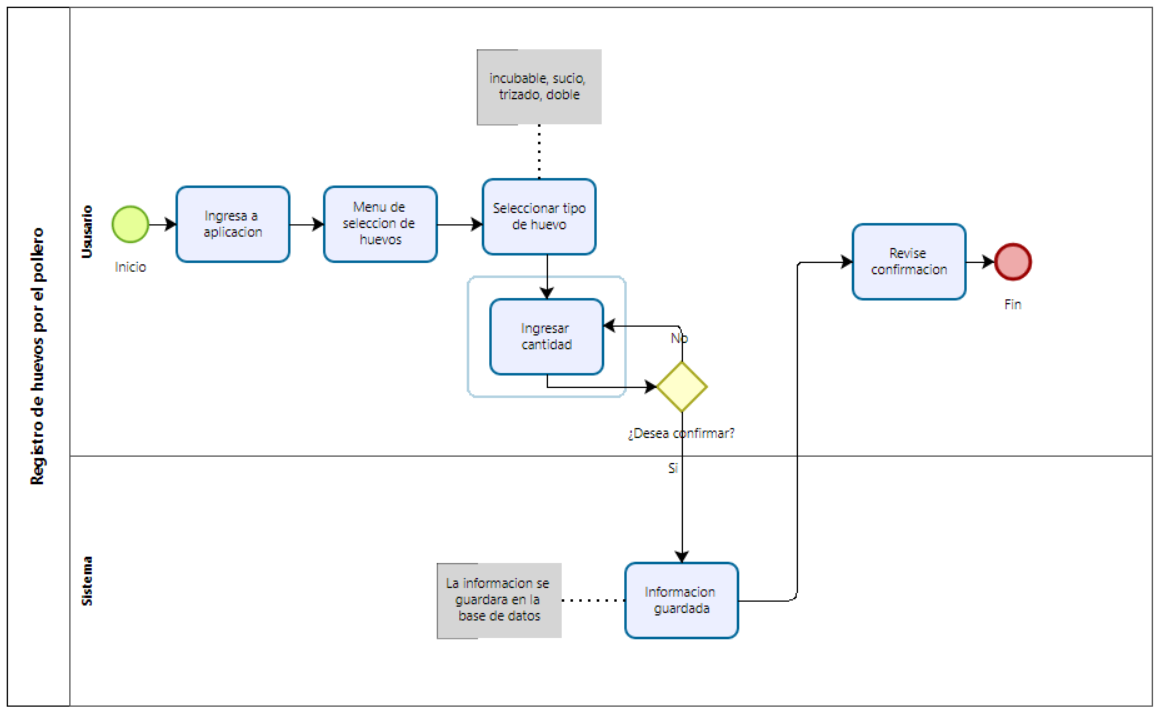 Registro de huevos por el pollero
Ususario
Sistema
incubable, sucio,
trizado, doble
Inicio
Ingresa a
aplicacion
Menu de
seleccion de
huevos
Seleccionar tipo
de huevo
Ingresar
cantidad
No
¿Desea confirmar?
Si
Revise
confirmacion
Fin
La informacion se
guardara en la
base de datos
Informacion
guardada